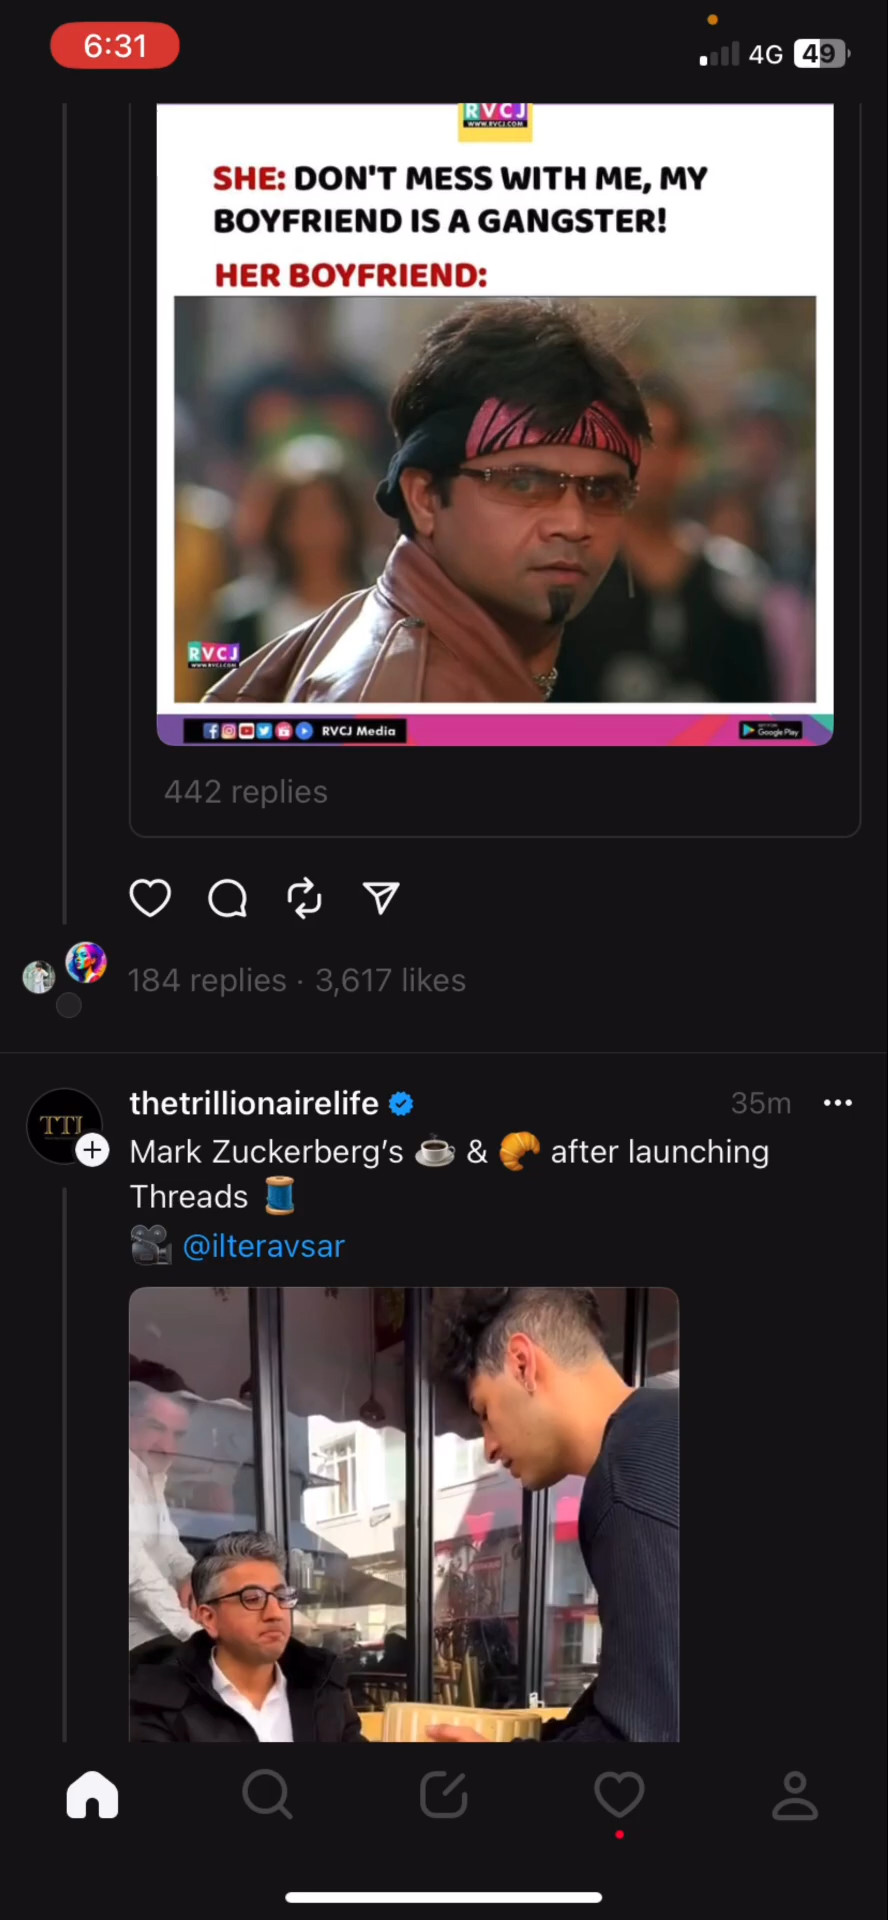 6:31
4G 49
RVCJ
WWW.RVCJ.COM
SHE: DON'T MESS WITH ME, MY
BOYFRIEND IS A GANGSTER!
HER BOYFRIEND:
RVCJ
WWW.RVCJ.COM
RVCJ Media
Google Play
442 replies
184 replies · 3,617 likes
thetrillionairelife 35m
TTL
Mark Zuckerberg’s ☕ & 🥐 after launching
Threads 🧵
🎥 @ilteravsar